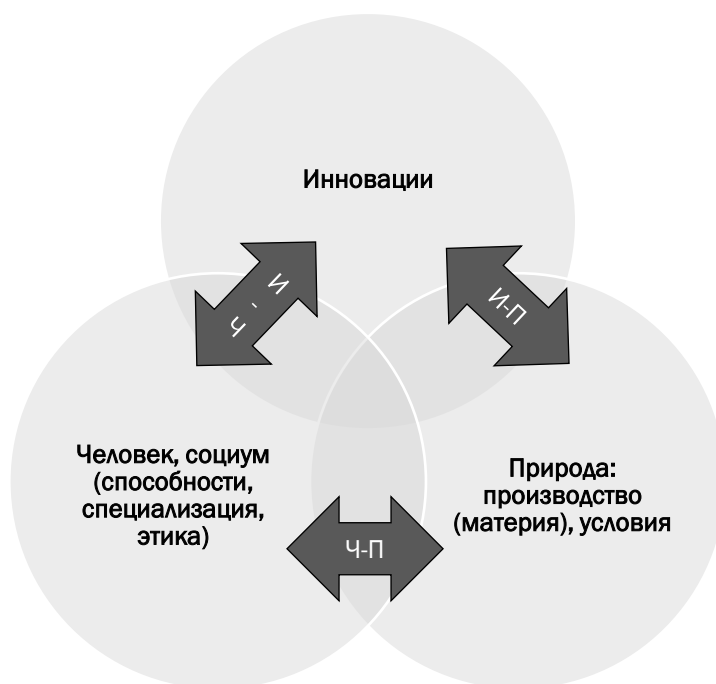 Инновации
Ч - И
И-П
Человек, социум
(способности,
специализация,
этика)
Природа:
производство
(материя), условия
Ч-П